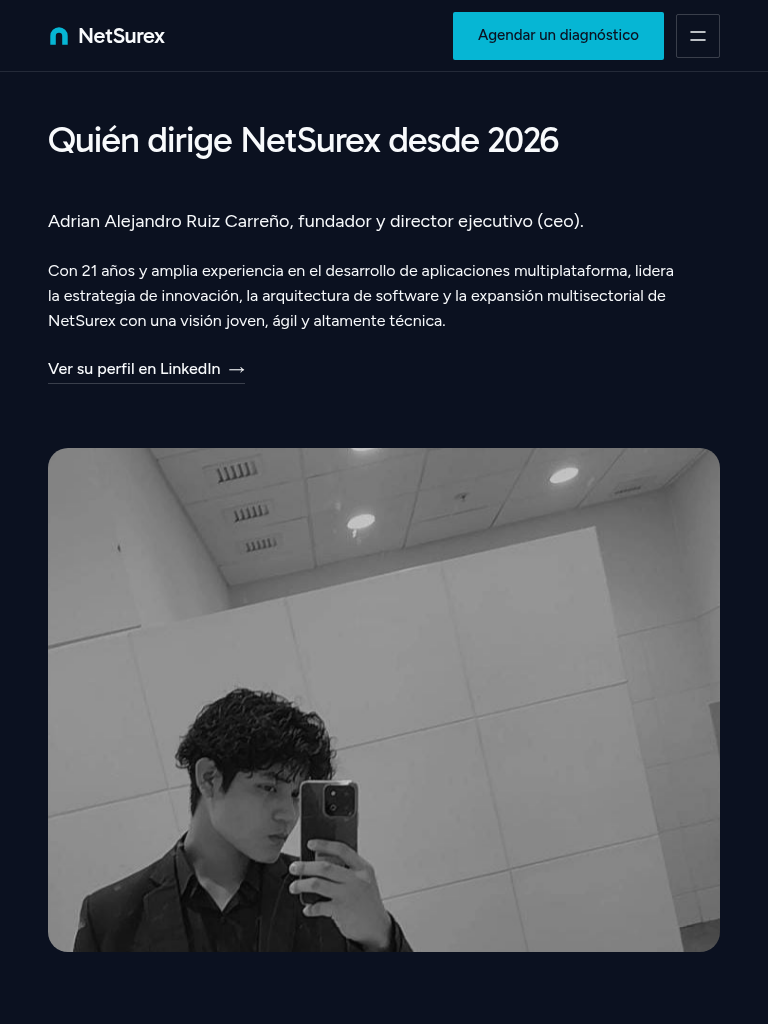 NetSurex
Agendar un diagnóstico
Quién dirige NetSurex desde 2026
Adrian Alejandro Ruiz Carreño, fundador y director ejecutivo (ceo).
Con 21 años y amplia experiencia en el desarrollo de aplicaciones multiplataforma, lidera
la estrategia de innovación, la arquitectura de software y la expansión multisectorial de
NetSurex con una visión joven, ágil y altamente técnica.
Ver su perfil en LinkedIn →